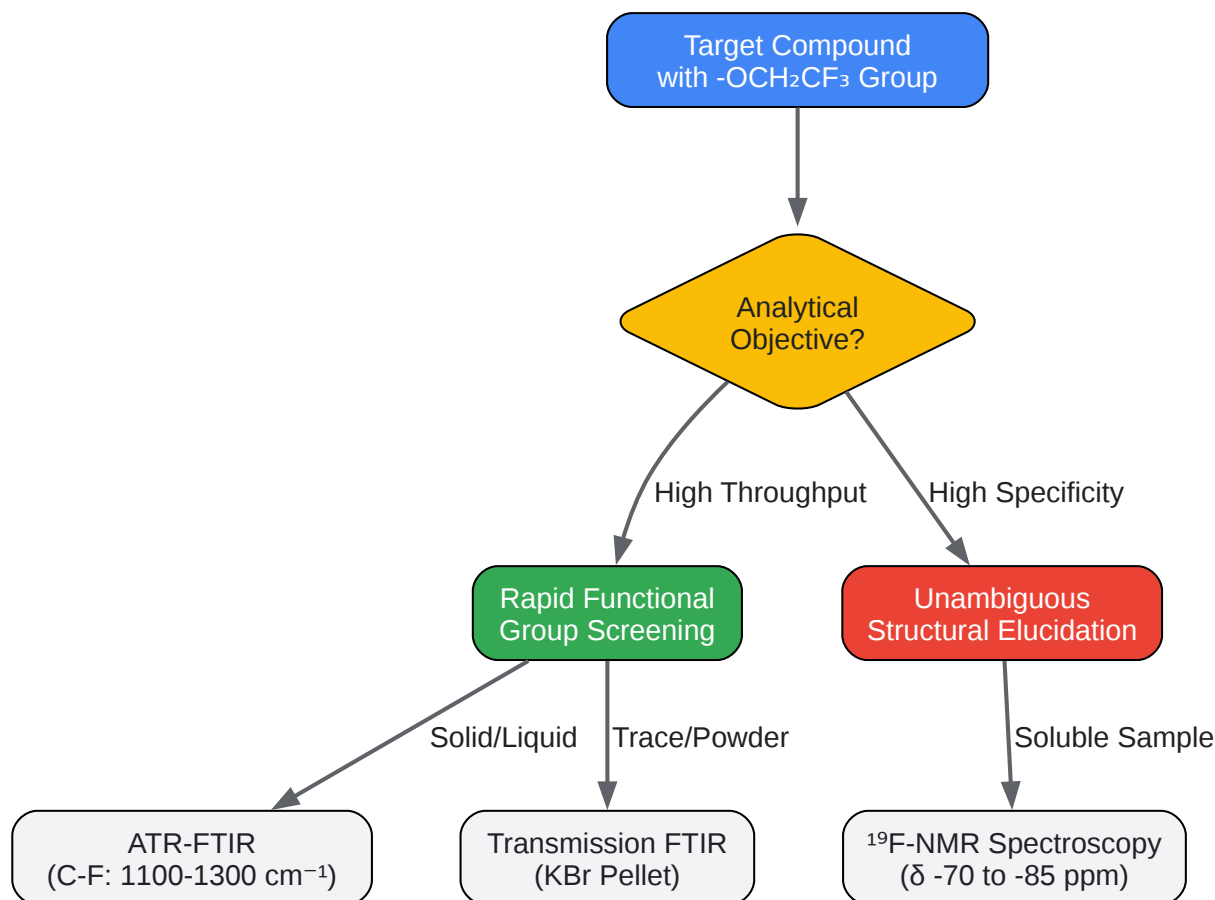 Target Compound
with -OCH₂CF₃ Group
Analytical
Objective?
High Throughput
High Specificity
Rapid Functional
Group Screening
Unambiguous
Structural Elucidation
Solid/Liquid
Trace/Powder
Soluble Sample
ATR-FTIR
(C-F: 1100-1300 cm⁻¹)
Transmission FTIR
(KBr Pellet)
¹⁹F-NMR Spectroscopy
(δ -70 to -85 ppm)